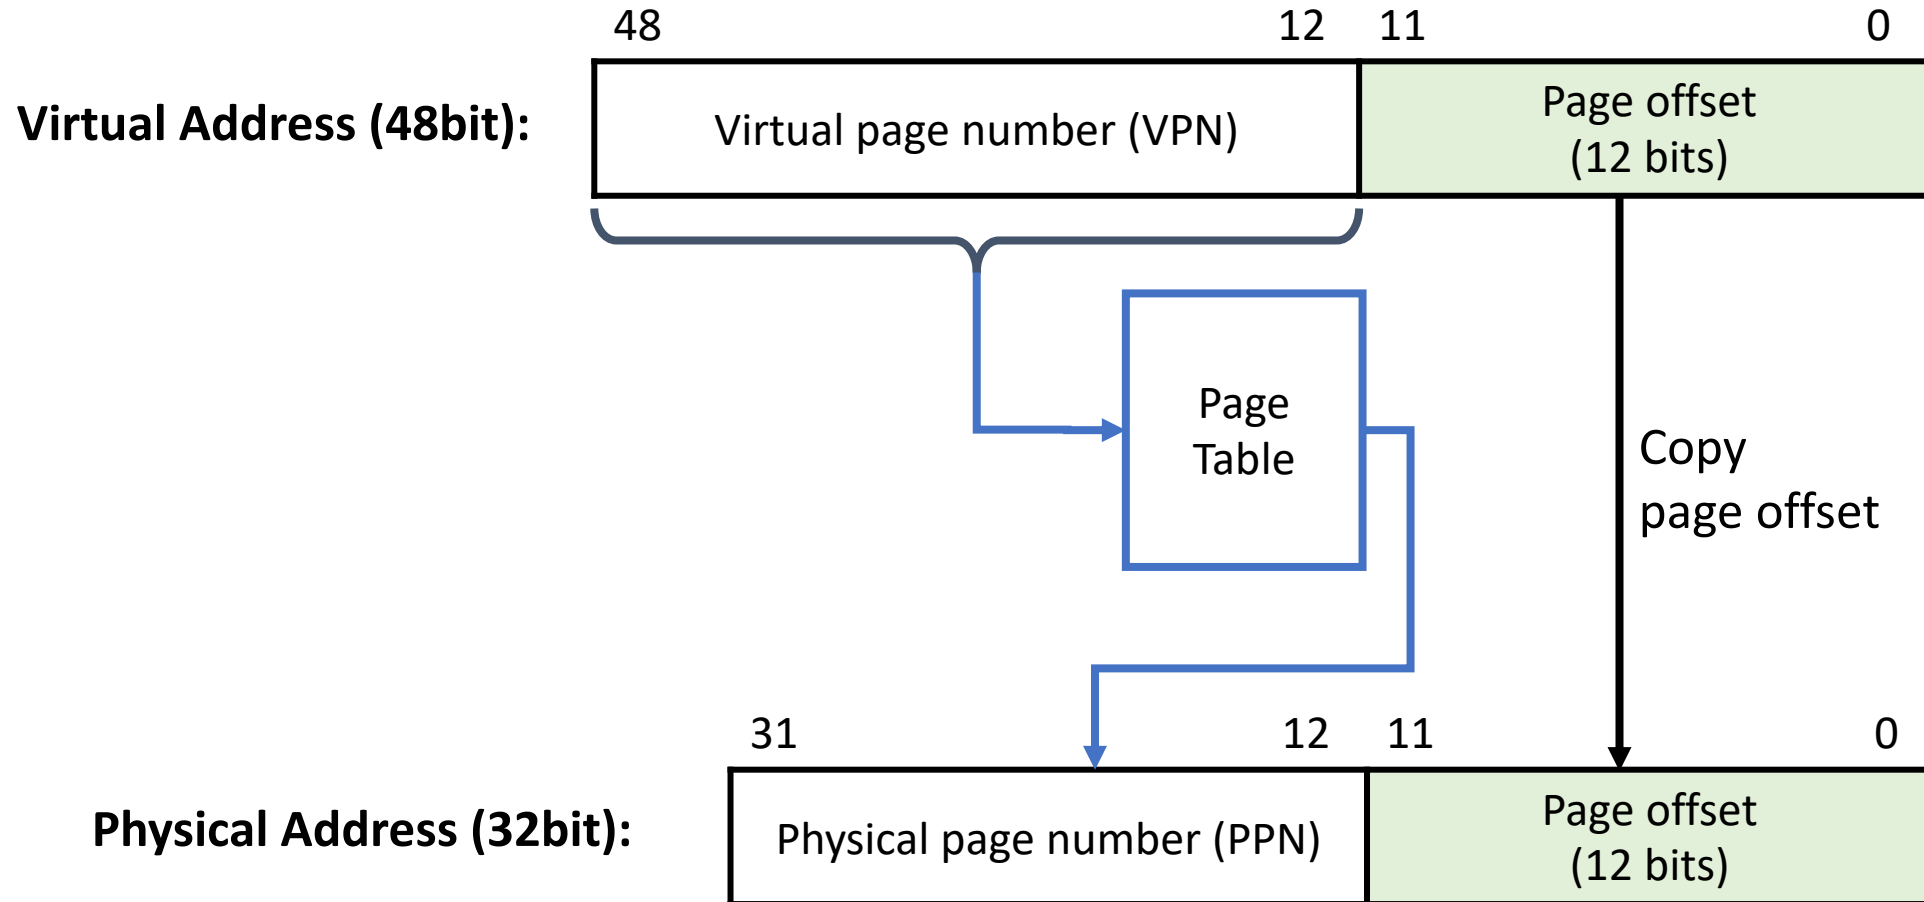 48 12 11 0
Virtual Address (48bit):
Virtual page number (VPN)
Page offset
(12 bits)
Page
Table
Copy
page offset
31 12 11 0
Physical Address (32bit):
Physical page number (PPN)
Page offset
(12 bits)